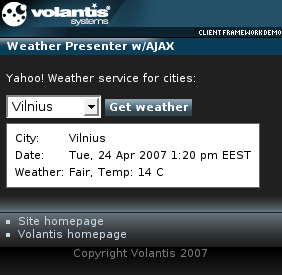 volantis
systems
CLIENT FRAMEWORK DEMO
Weather Presenter w/AJAX
Yahoo! Weather service for cities:
Vilnius Get weather
City: Vilnius
Date: Tue, 24 Apr 2007 1:20 pm EEST
Weather: Fair, Temp: 14 C
Site homepage
Volantis homepage
Copyright Volantis 2007